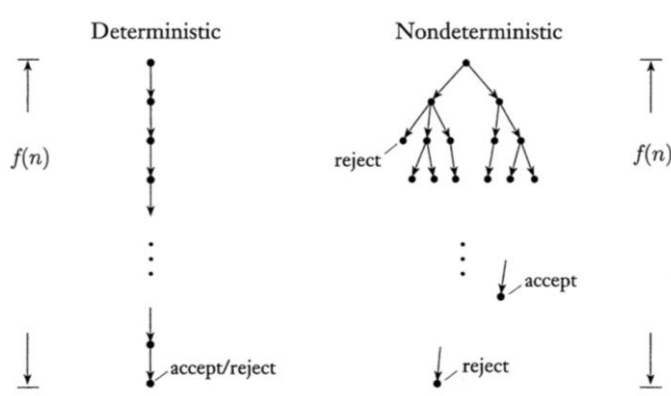 Deterministic
Nondeterministic
f(n)
reject
f(n)
accept
accept/reject
reject